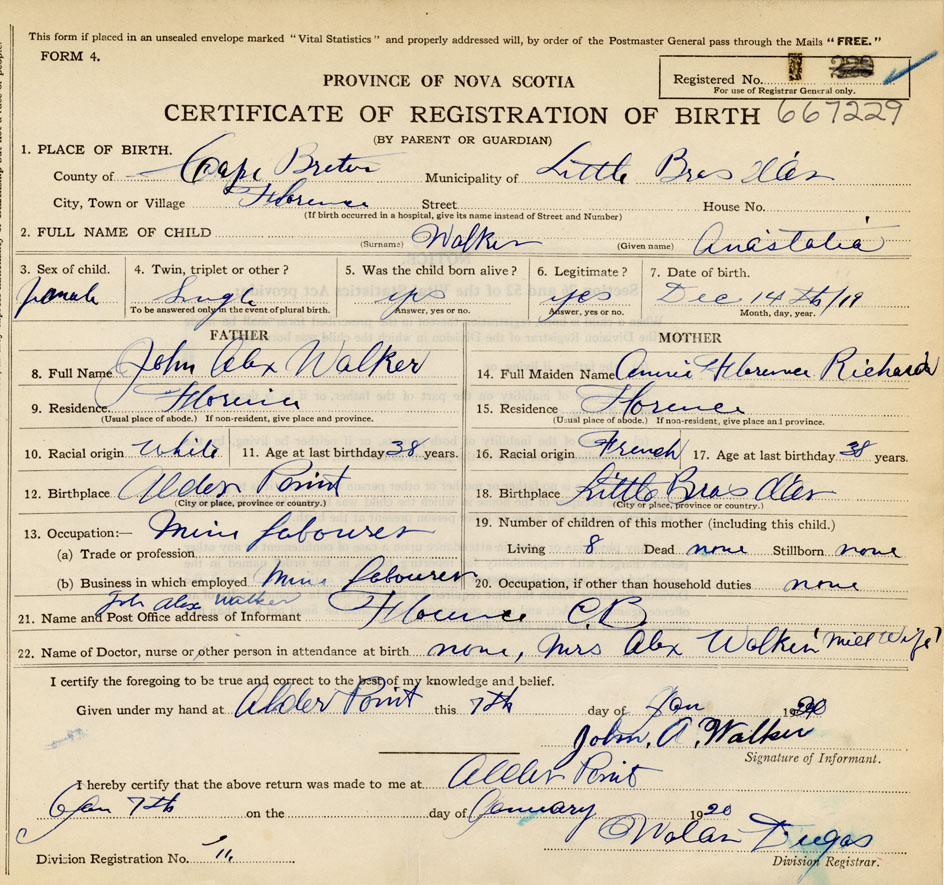 This form if placed in an unsealed envelope marked "Vital Statistics" and properly addressed will, by order of the Postmaster General pass through the Mails "FREE."
FORM 4.
Registered No.
For use of Registrar General only.
PROVINCE OF NOVA SCOTIA
CERTIFICATE OF REGISTRATION OF BIRTH 667229
(BY PARENT OR GUARDIAN)
1. PLACE OF BIRTH.
County of Cape Breton Municipality of Little Bras d'Or
City, Town or Village Florence Street House No.
(If birth occurred in a hospital, give its name instead of Street and Number)
2. FULL NAME OF CHILD (Surname) Walker (Given name) Anastatia
3. Sex of child. 4. Twin, triplet or other? 5. Was the child born alive? 6. Legitimate? 7. Date of birth.
female Single yes yes Dec 14th/19
To be answered only in the event of plural birth. Answer, yes or no. Answer, yes or no. Month, day, year.
FATHER MOTHER
8. Full Name John Alex Walker 14. Full Maiden Name Annie Florence Richard
9. Residence Florence 15. Residence Florence
(Usual place of abode.) If non-resident, give place and province. (Usual place of abode.) If non-resident, give place and province.
10. Racial origin White 11. Age at last birthday 38 years. 16. Racial origin French 17. Age at last birthday 38 years.
12. Birthplace Alder Point 18. Birthplace Little Bras d'Or
(City or place, province or country.) (City or place, province or country.)
13. Occupation:— Mine Labourer 19. Number of children of this mother (including this child.)
(a) Trade or profession Living 8 Dead none Stillborn none
(b) Business in which employed Mine Labourer 20. Occupation, if other than household duties none
John Alex Walker
21. Name and Post Office address of Informant Florence C.B.
22. Name of Doctor, nurse or other person in attendance at birth none, Mrs Alex Walker "Mid Wife"
I certify the foregoing to be true and correct to the best of my knowledge and belief.
Given under my hand at Alder Point this 7th day of Jan 1920
John. A. Walker
Signature of Informant.
I hereby certify that the above return was made to me at Alder Point
Jan 7th on the day of January 1920
Dugas
Division Registration No. 11. Division Registrar.